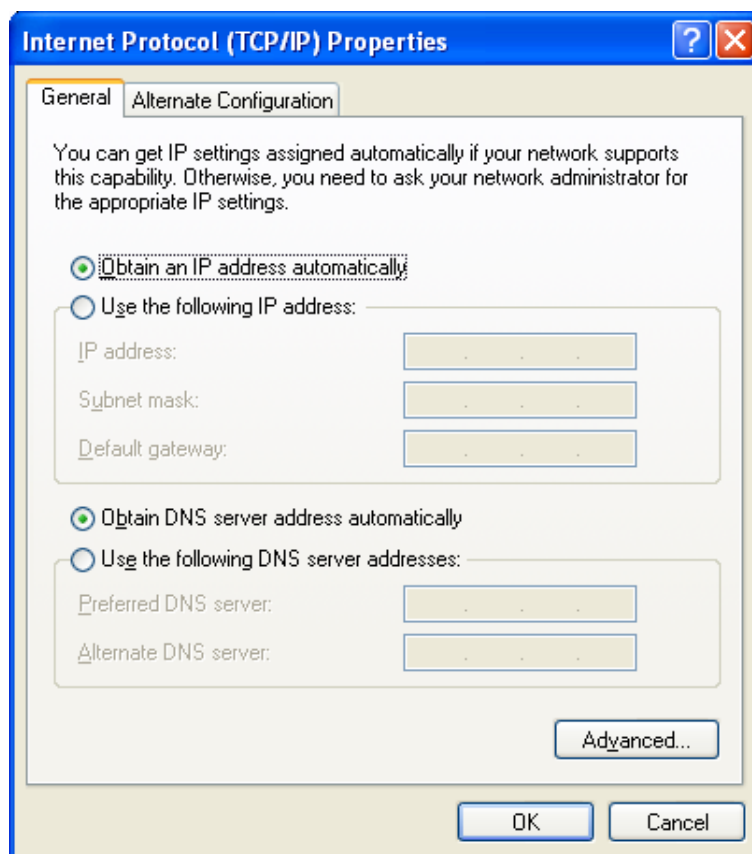 Internet Protocol (TCP/IP) Properties
General
Alternate Configuration
You can get IP settings assigned automatically if your network supports
this capability. Otherwise, you need to ask your network administrator for
the appropriate IP settings.
Obtain an IP address automatically
Use the following IP address:
IP address:
Subnet mask:
Default gateway:
Obtain DNS server address automatically
Use the following DNS server addresses:
Preferred DNS server:
Alternate DNS server:
Advanced...
OK
Cancel